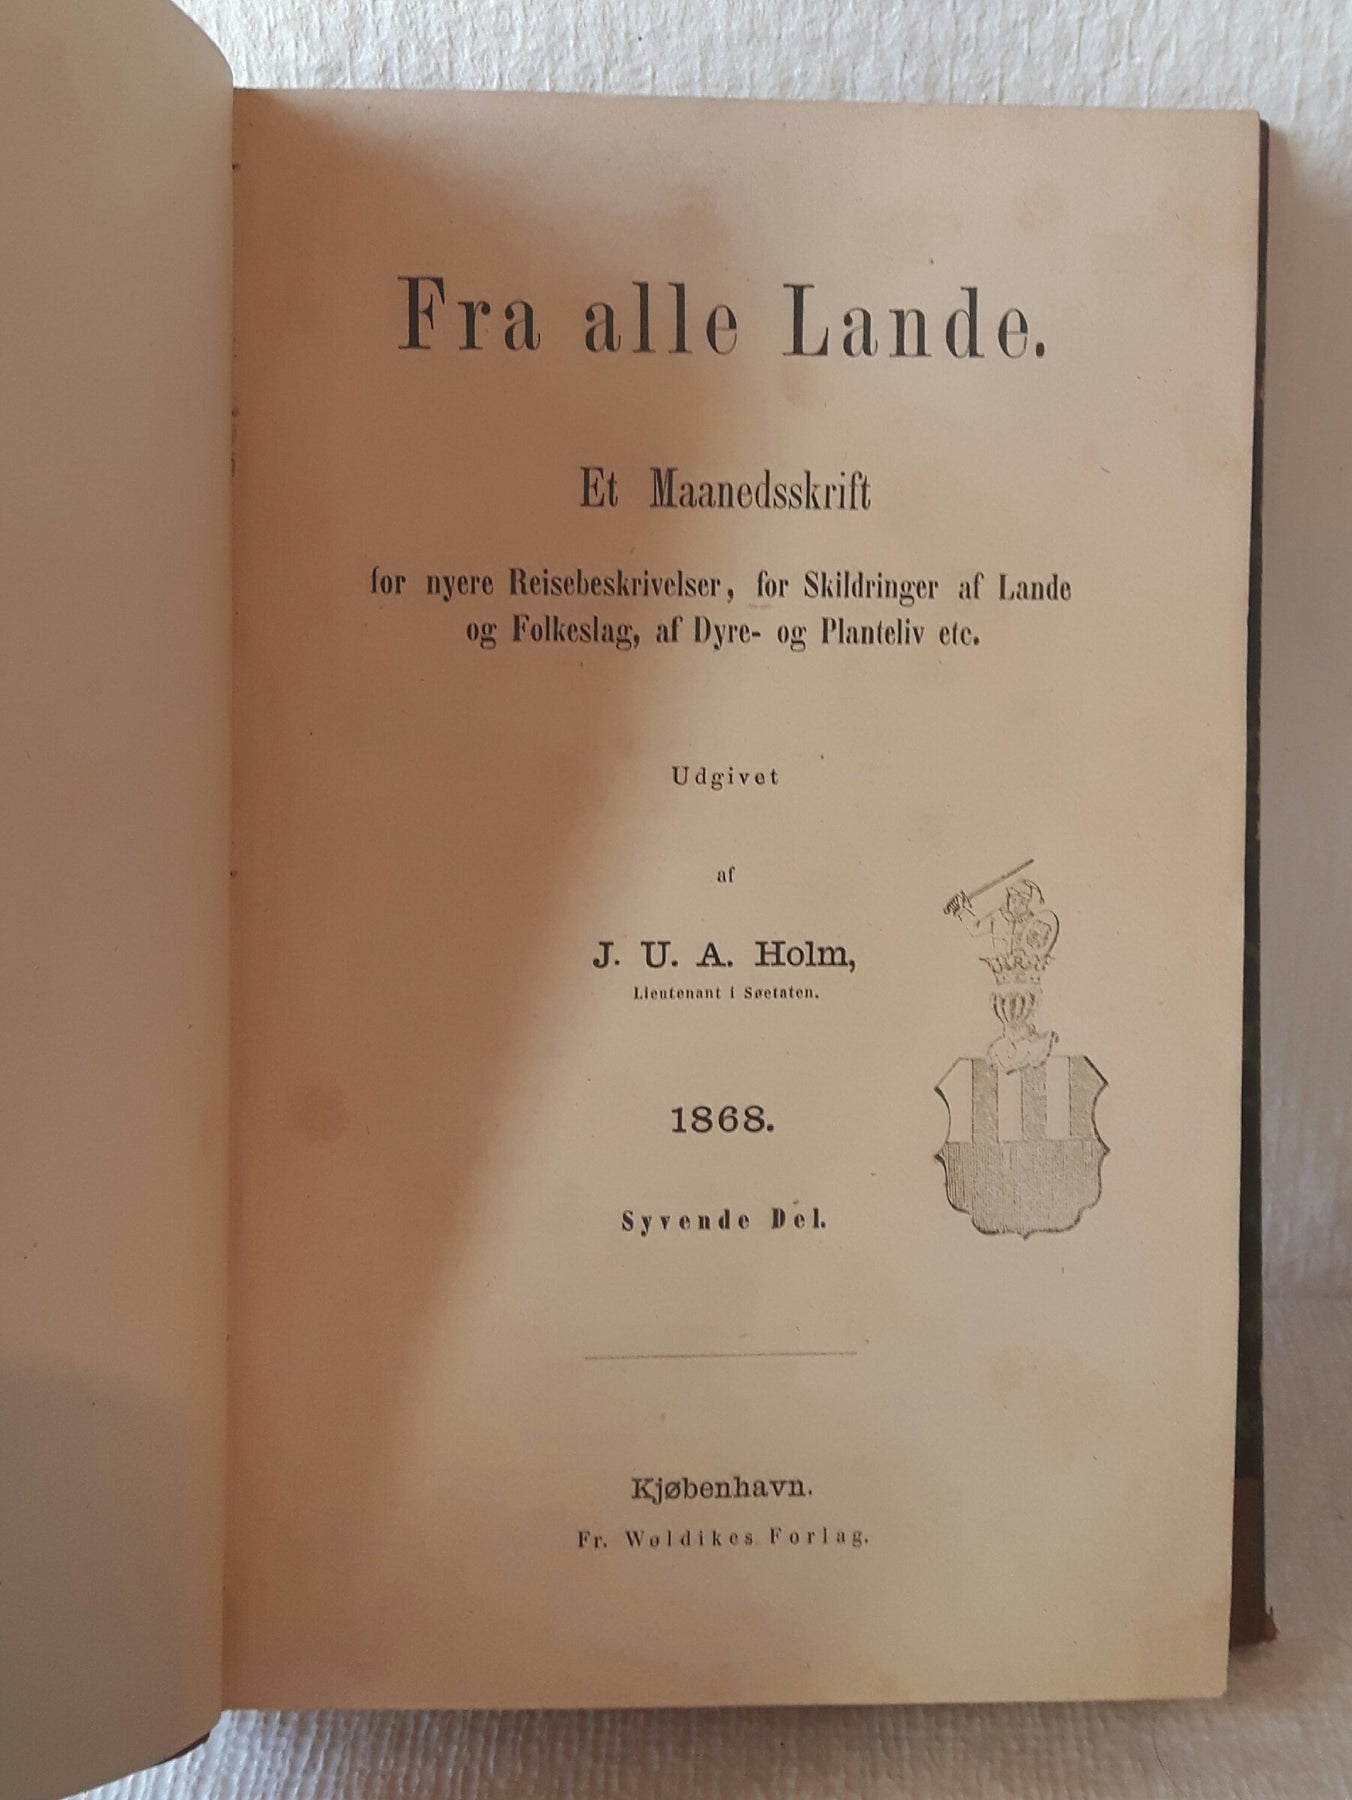 Fra alle Lande.
Et Maanedsskrift
for nyere Reisebeskrivelser, for Skildringer af Lande
og Folkeslag, af Dyre- og Planteliv etc.
Udgivet
af
J. U. A. Holm,
Lieutenant i Søetaten.
1868.
Syvende Del.
Kjøbenhavn.
Fr. Wøldikes Forlag.